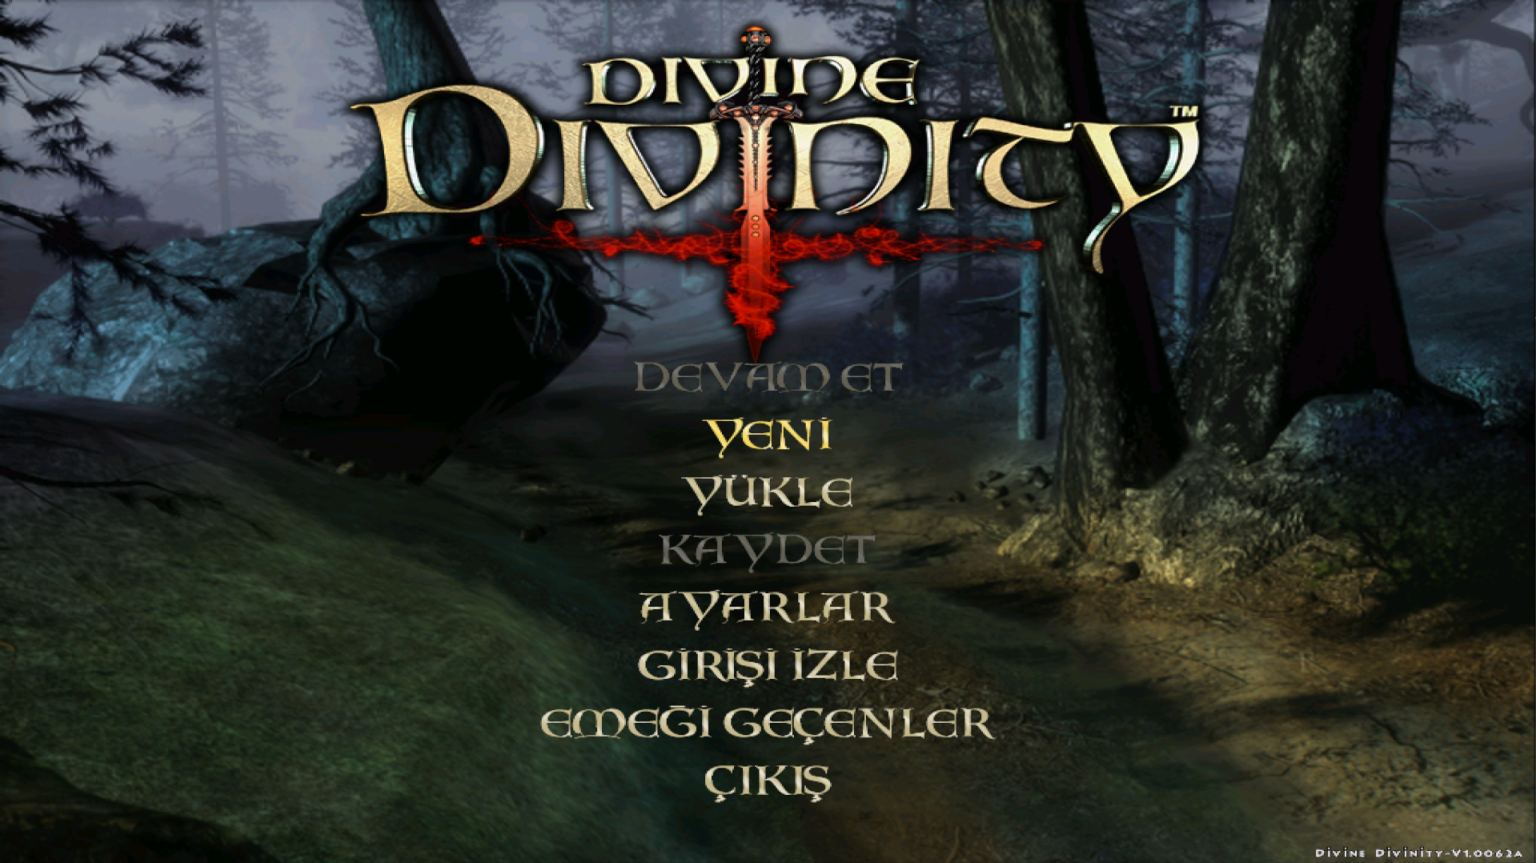 DIVINE
DIVINITY™
DEVAM ET
YENİ
YÜKLE
KAYDET
AYARLAR
GİRİŞİ İZLE
EMEĞİ GEÇENLER
ÇIKIŞ
DIVINE DIVINITY-V1.0062A